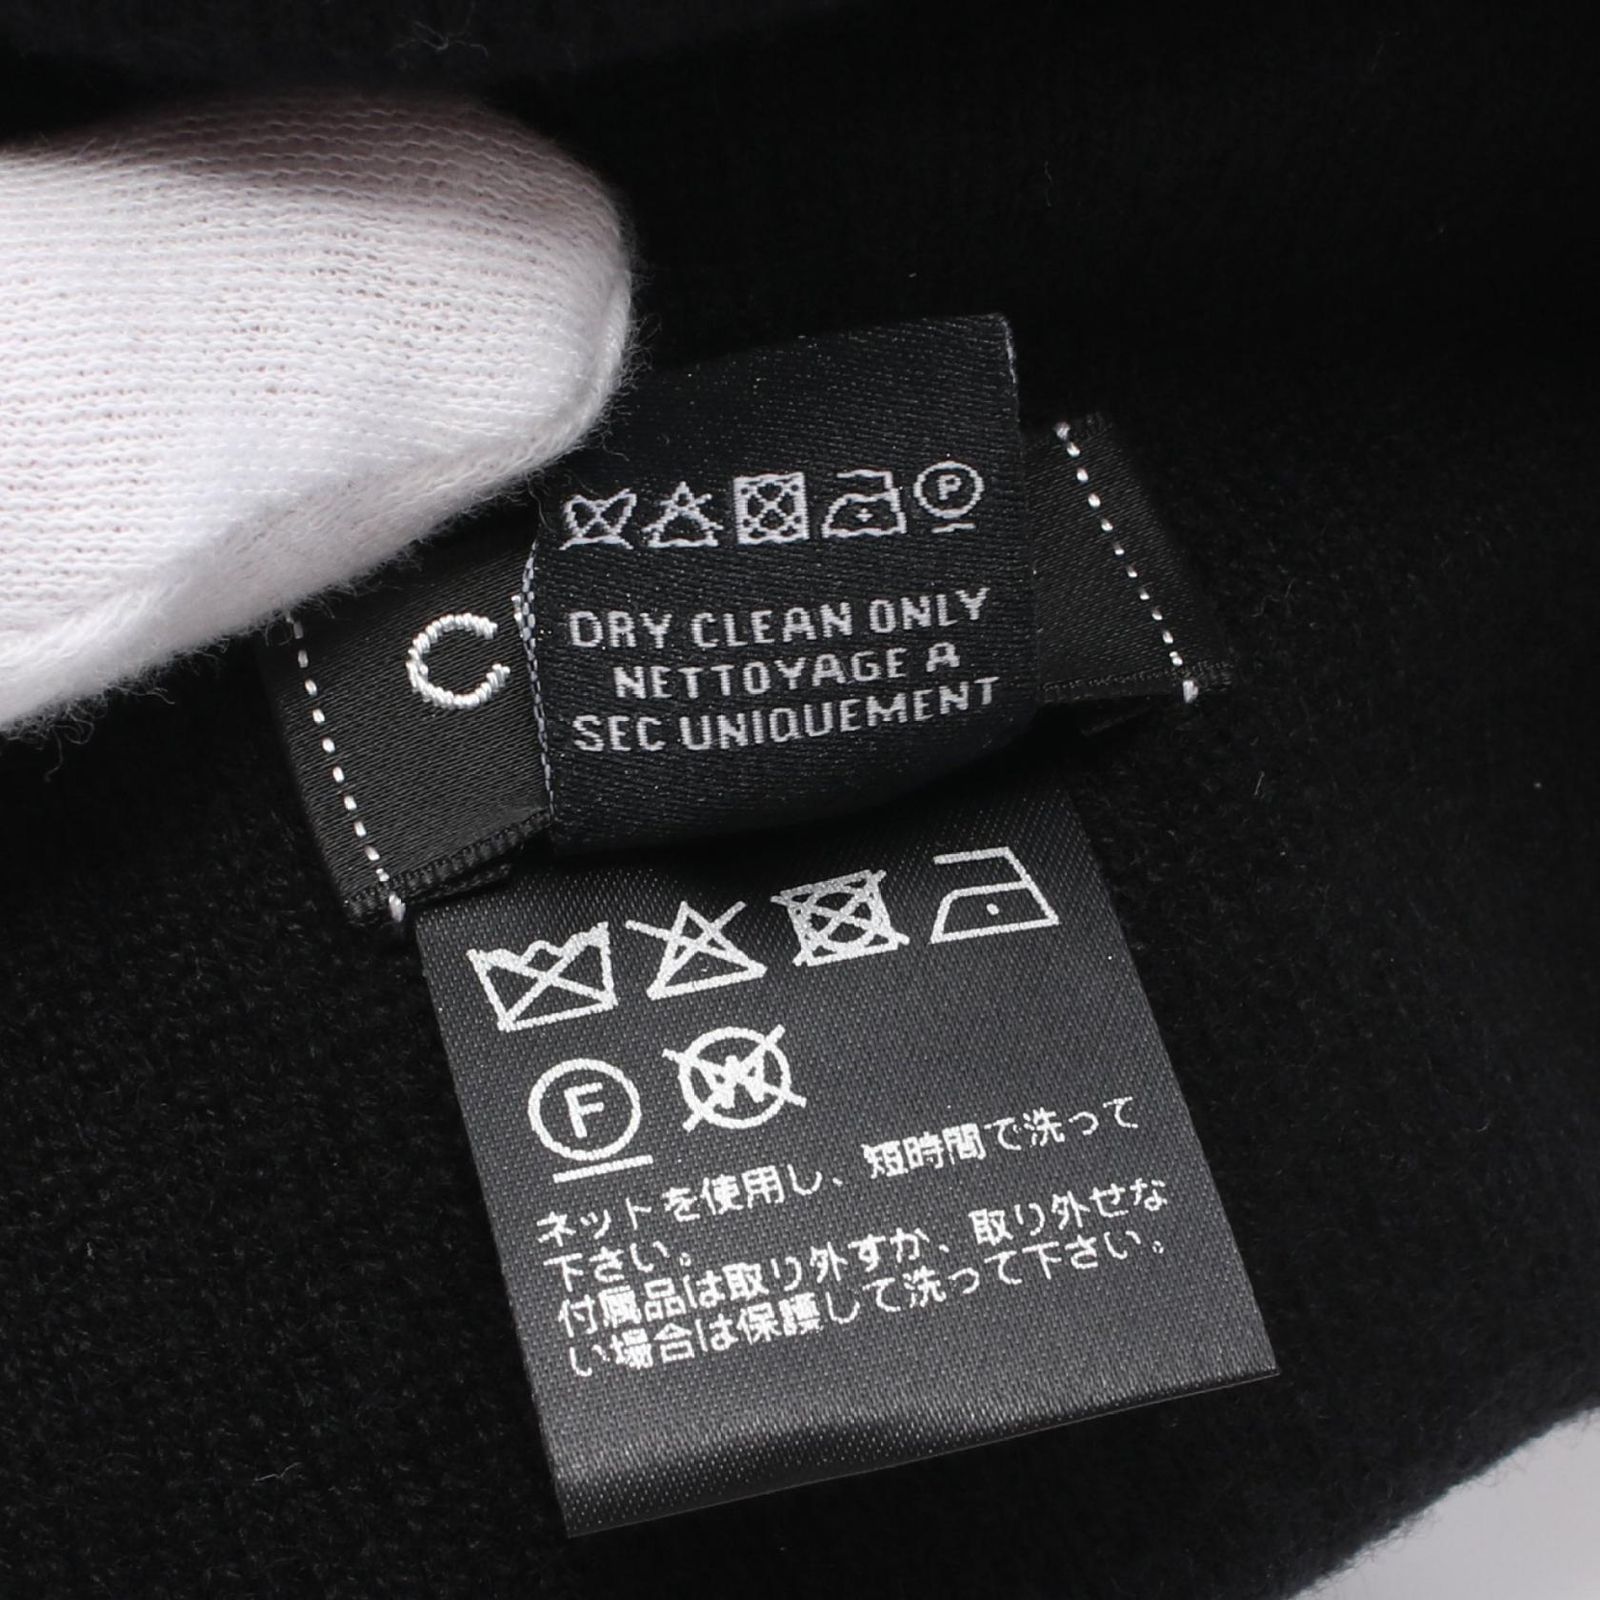 P
C
DRY CLEAN ONLY
NETTOYAGE A
SEC UNIQUEMENT
F W
ネットを使用し、短時間で洗って
下さい。
付属品は取り外すか、取り外せな
い場合は保護して洗って下さい。